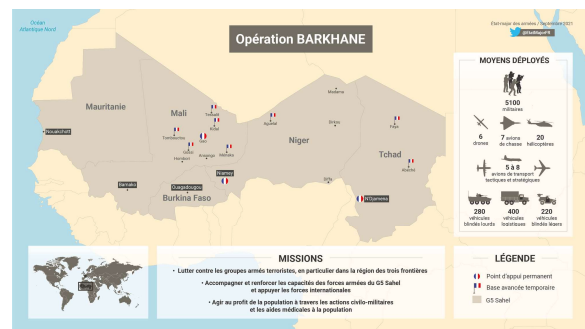 Océan
Atlantique Nord
Opération BARKHANE
État-major des armées / Septembre 2021
@EtatMajorFR
MOYENS DÉPLOYÉS
5100
militaires
6
drones
7 avions
de chasse
20
hélicoptères
5 à 8
avions de transport
tactiques et stratégiques
280
véhicules
blindés lourds
400
véhicules
logistiques
220
véhicules
blindés légers
Mauritanie
Nouakchott
Mali
Tessalit
Kidal
Tombouctou
Gao
Gossi
Hombori
Ansongo
Ménaka
Bamako
Ouagadougou
Burkina Faso
Niamey
Niger
Madama
Aguelal
Dirkou
Diffa
Tchad
Faya
Abéché
N'Djamena
MISSIONS
• Lutter contre les groupes armés terroristes, en particulier dans la région des trois frontières
• Accompagner et renforcer les capacités des forces armées du G5 Sahel
et appuyer les forces internationales
• Agir au profit de la population à travers les actions civilo-militaires
et les aides médicales à la population
LÉGENDE
Point d'appui permanent
Base avancée temporaire
G5 Sahel